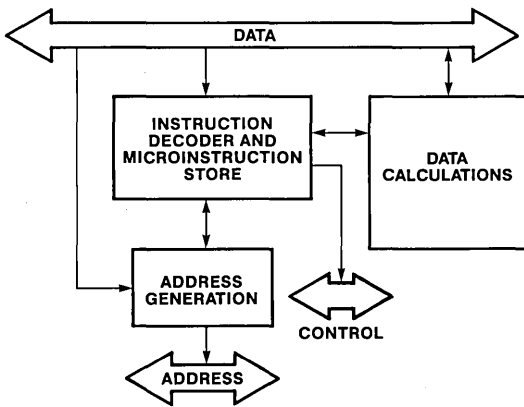 DATA
INSTRUCTION
DECODER AND
MICROINSTRUCTION
STORE
DATA
CALCULATIONS
ADDRESS
GENERATION
CONTROL
ADDRESS